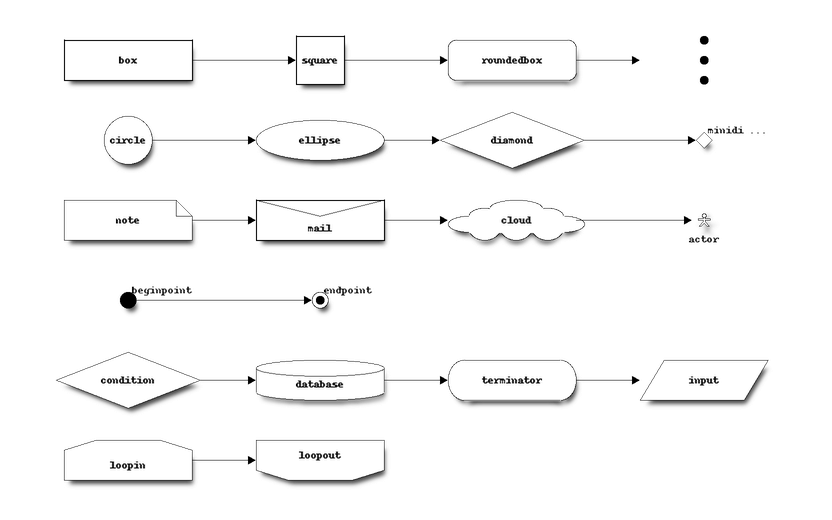 box
square
roundedbox
circle
ellipse
diamond
minidi ...
note
mail
cloud
actor
beginpoint
endpoint
condition
database
terminator
input
loopin
loopout